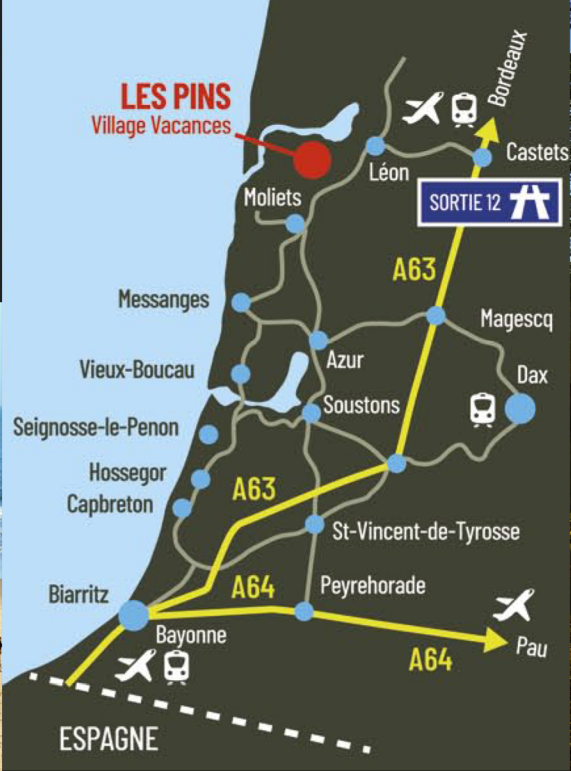 Bordeaux
LES PINS
Village Vacances
Léon
Castets
Moliets
SORTIE 12
A63
Messanges
Magescq
Azur
Vieux-Boucau
Dax
Soustons
Seignosse-le-Penon
Hossegor
A63
Capbreton
St-Vincent-de-Tyrosse
A64
Peyrehorade
Biarritz
Bayonne
Pau
A64
ESPAGNE